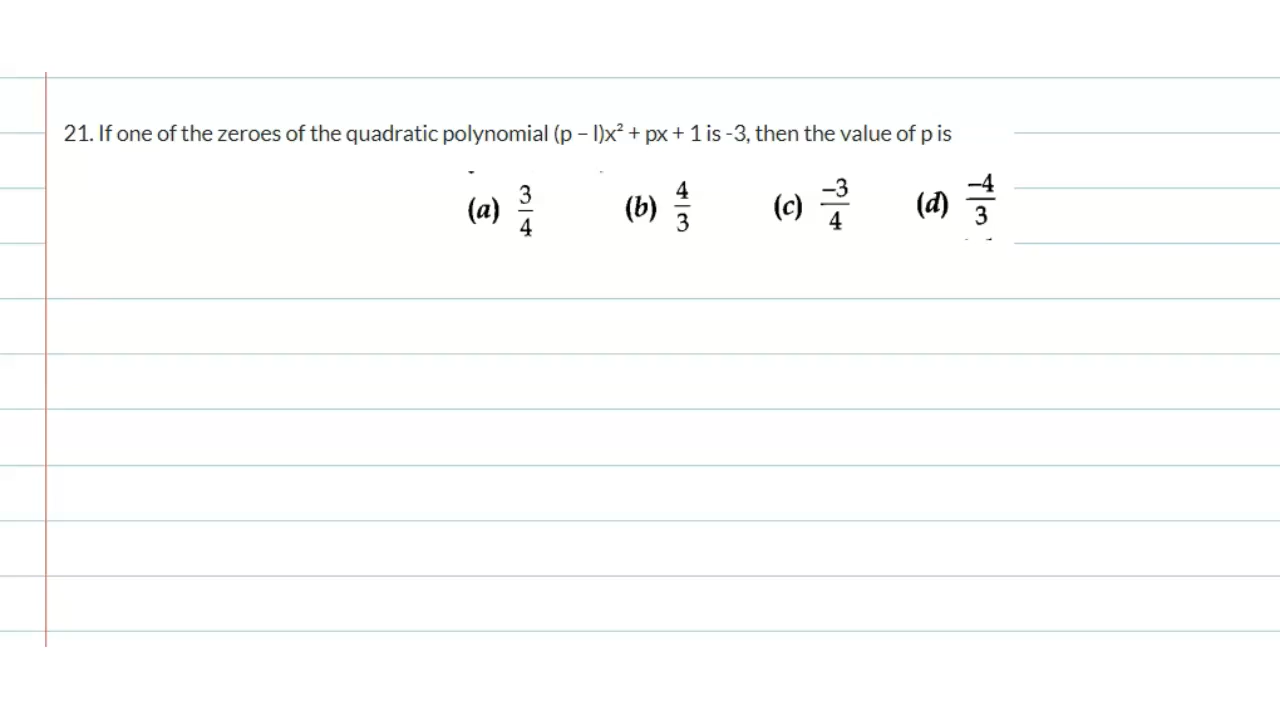 21. If one of the zeroes of the quadratic polynomial (p – l)x² + px + 1 is -3, then the value of p is
(a) 3/4 (b) 4/3 (c) -3/4 (d) -4/3